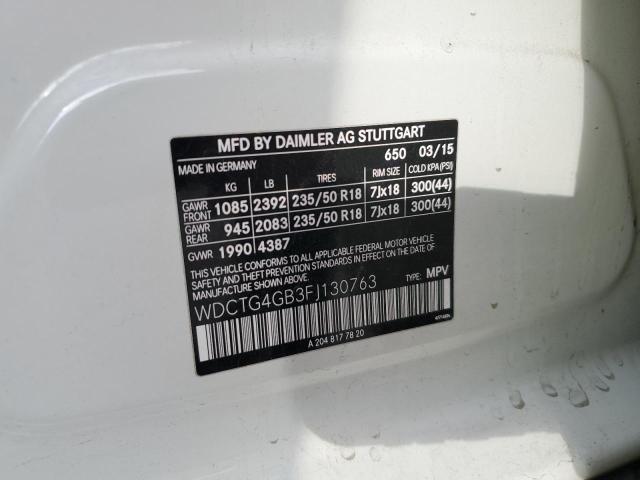 MFD BY DAIMLER AG STUTTGART
MADE IN GERMANY 650 03/15
KG LB TIRES RIM SIZE COLD KPA (PSI)
GAWR FRONT 1085 2392 235/50 R18 7Jx18 300(44)
GAWR REAR 945 2083 235/50 R18 7Jx18 300(44)
GVWR 1990 4387
THIS VEHICLE CONFORMS TO ALL APPLICABLE FEDERAL MOTOR VEHICLE
SAFETY STANDARDS IN EFFECT ON THE DATE OF MANUFACTURE
SHOWN ABOVE. TYPE: MPV
WDCTG4GB3FJ130763
A 204 817 78 20